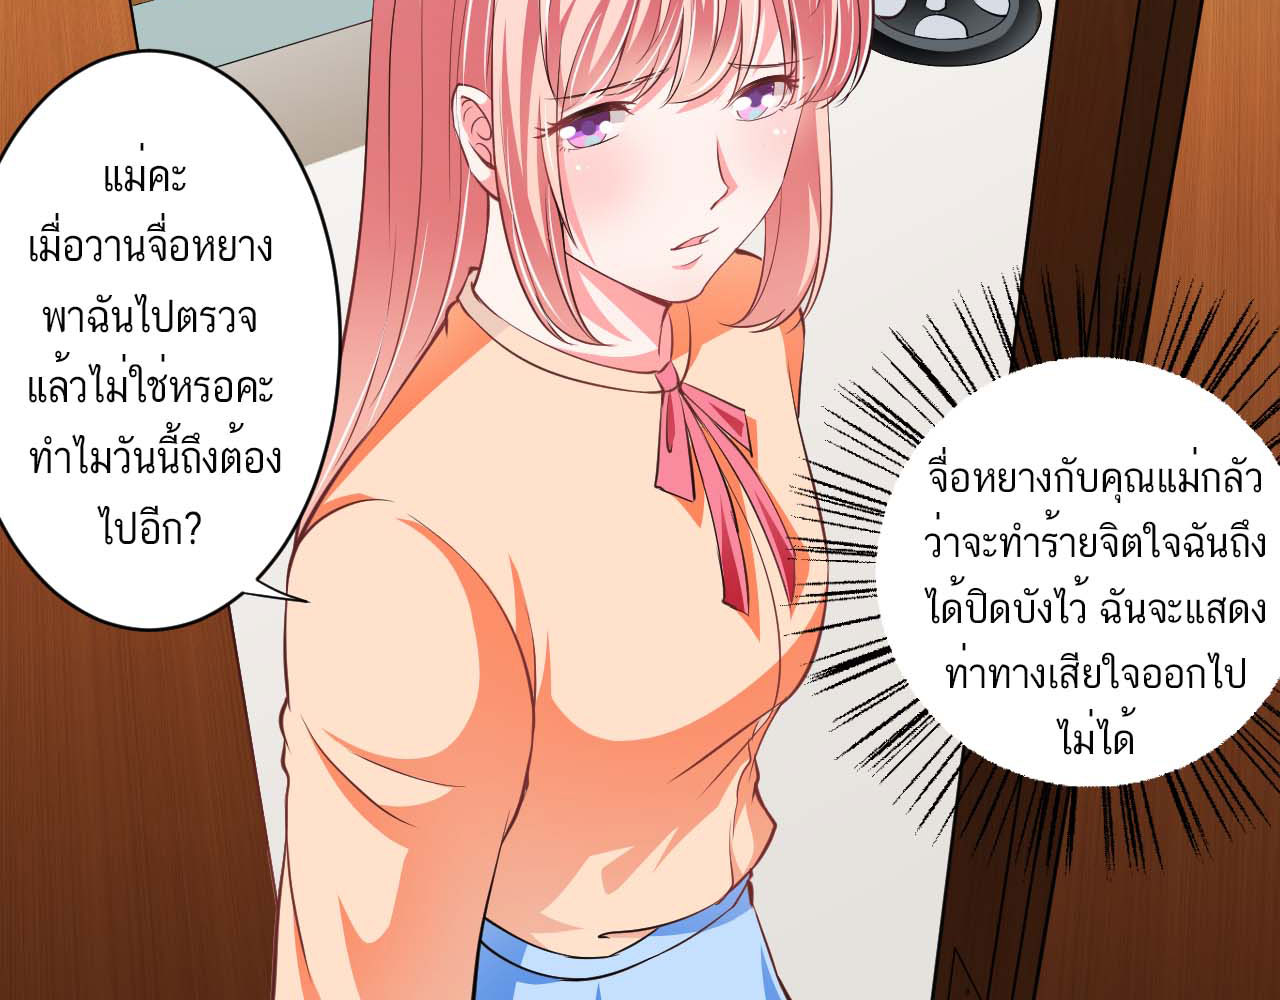 แม่คะ
เมื่อวานจื่อหยาง
พาฉันไปตรวจ
แล้วไม่ใช่หรอคะ
ทำไมวันนี้ถึงต้อง
ไปอีก?
จื่อหยางกับคุณแม่กลัว
ว่าจะทำร้ายจิตใจฉันถึง
ได้ปิดบังไว้ ฉันจะแสดง
ท่าทางเสียใจออกไป
ไม่ได้